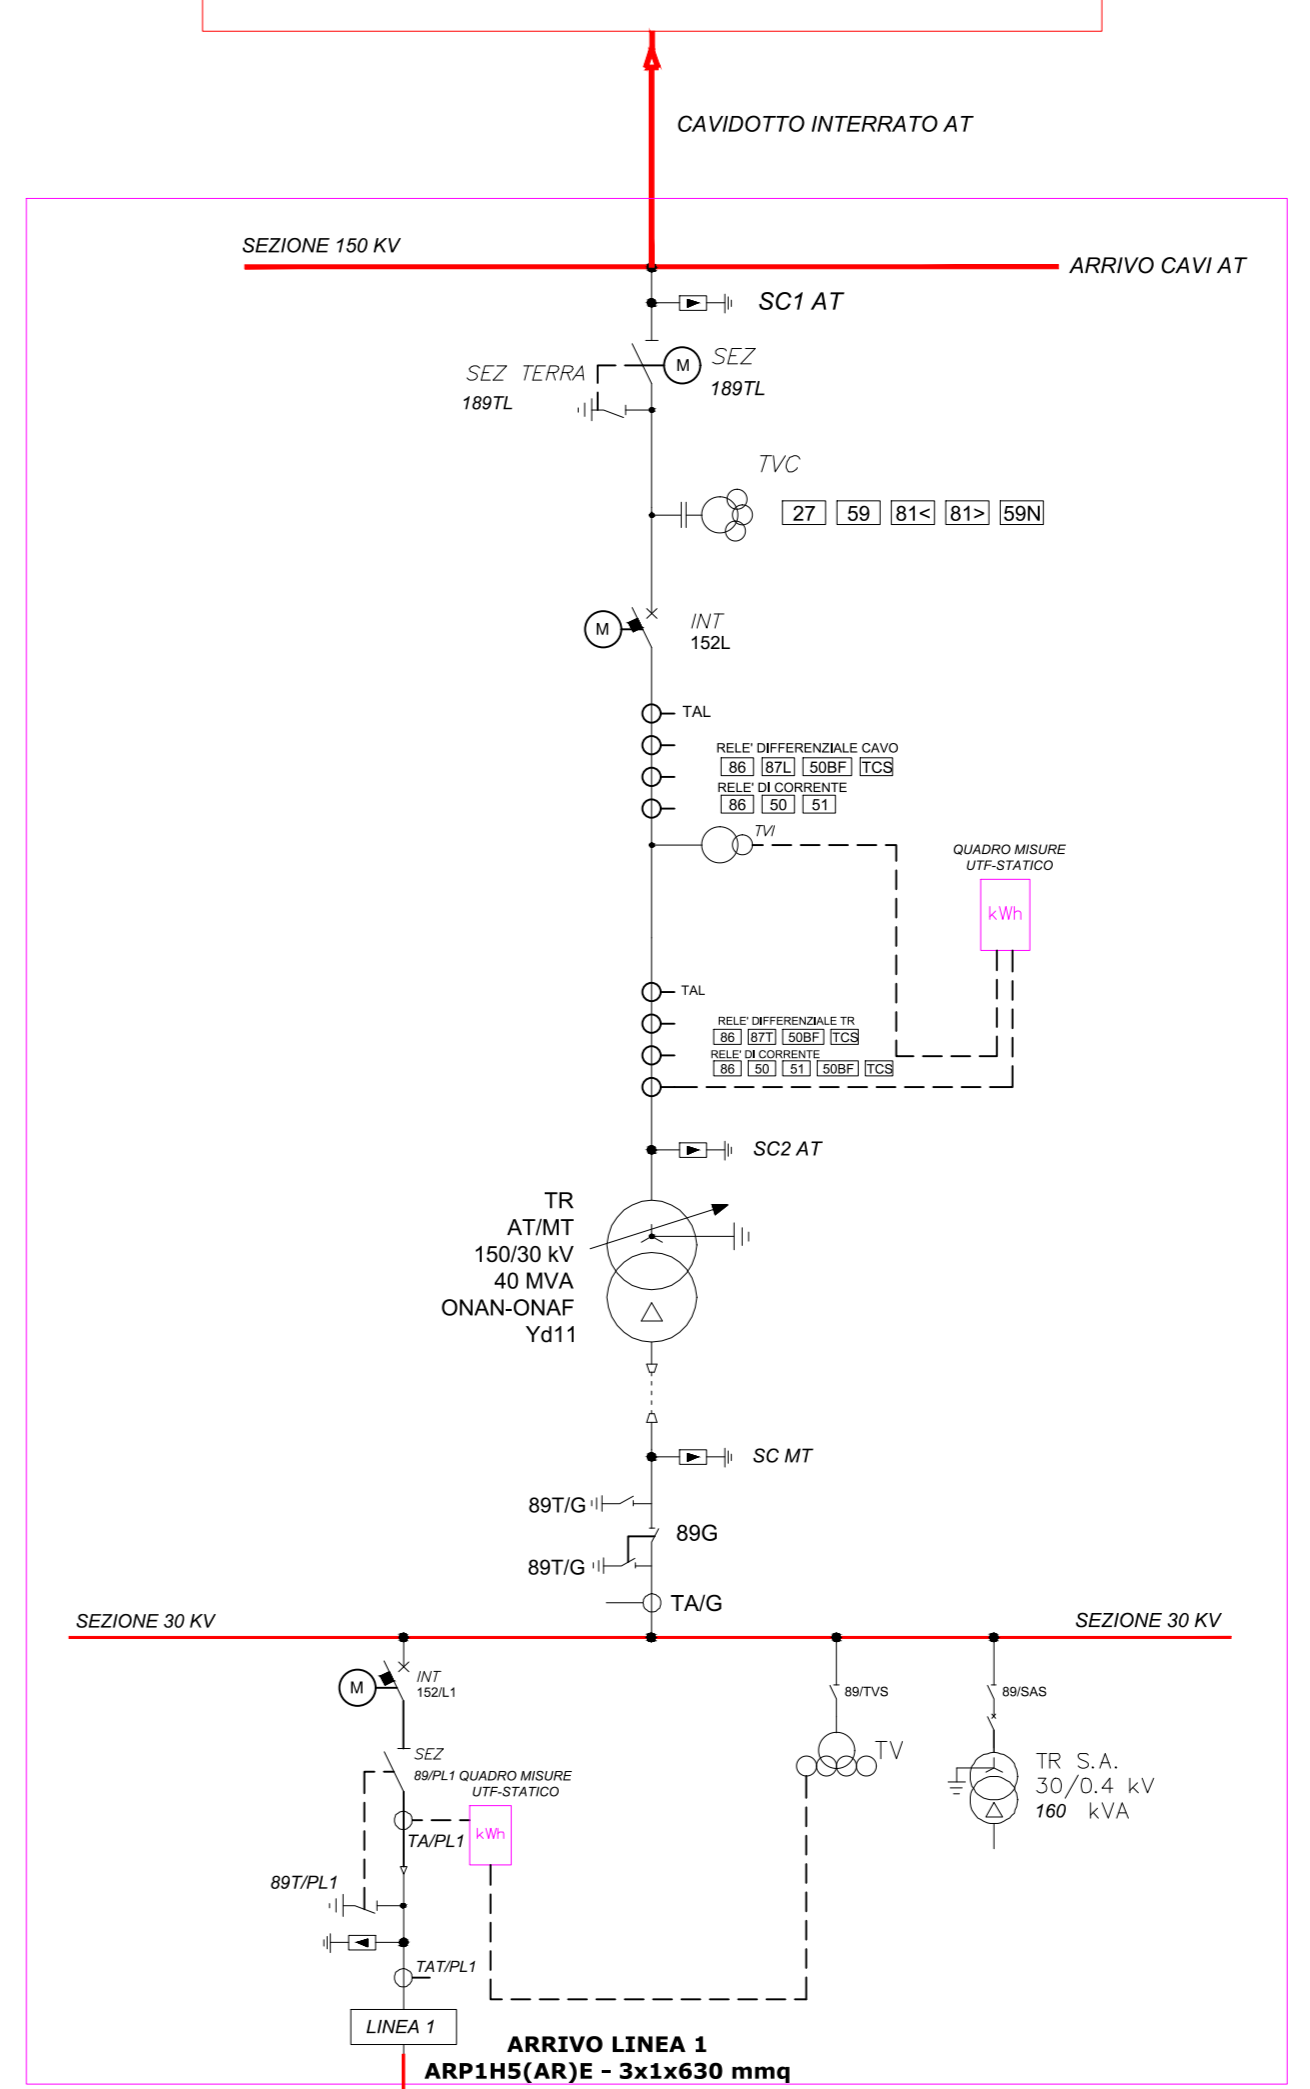 CAVIDOTTO INTERRATO AT
SEZIONE 150 KV
ARRIVO CAVI AT
SC1 AT
SEZ TERRA
189TL
M
SEZ
189TL
TVC
27 59 81< 81> 59N
M
INT
152L
TAL
RELE' DIFFERENZIALE CAVO
86 87L 50BF TCS
RELE' DI CORRENTE
86 50 51
TVI
QUADRO MISURE
UTF-STATICO
kWh
TAL
RELE' DIFFERENZIALE TR
86 87T 50BF TCS
RELE' DI CORRENTE
86 50 51 50BF TCS
SC2 AT
TR
AT/MT
150/30 kV
40 MVA
ONAN-ONAF
Yd11
SC MT
89T/G
89G
89T/G
TA/G
SEZIONE 30 KV
SEZIONE 30 KV
M
INT
152/L1
SEZ
89/PL1 QUADRO MISURE
UTF-STATICO
kWh
TA/PL1
89T/PL1
TAT/PL1
LINEA 1
89/TVS
TV
89/SAS
TR S.A.
30/0.4 kV
160 kVA
ARRIVO LINEA 1
ARP1H5(AR)E - 3x1x630 mmq